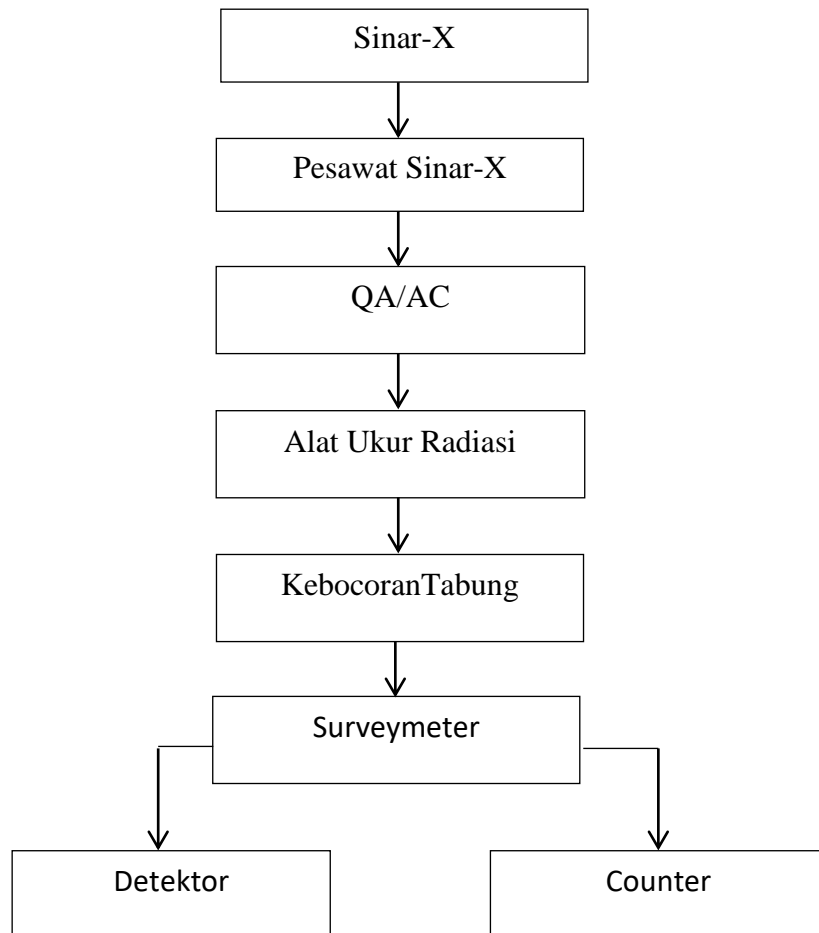 Sinar-X
Pesawat Sinar-X
QA/AC
Alat Ukur Radiasi
KebocoranTabung
Surveymeter
Detektor
Counter